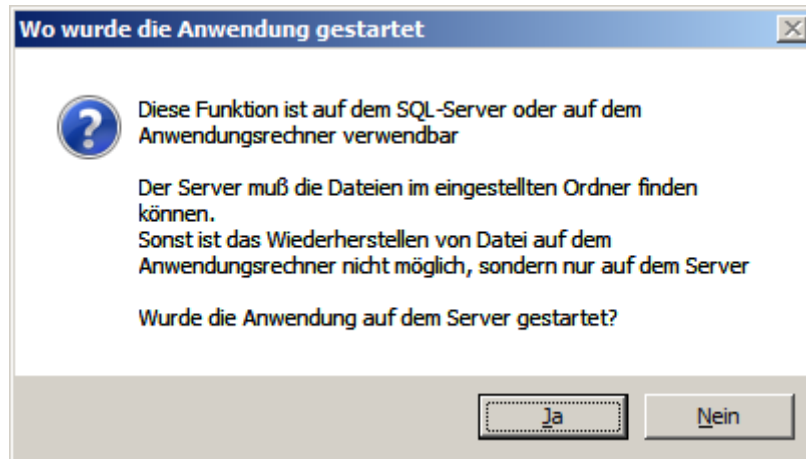 Wo wurde die Anwendung gestartet
Diese Funktion ist auf dem SQL-Server oder auf dem
Anwendungsrechner verwendbar
Der Server muß die Dateien im eingestellten Ordner finden
können.
Sonst ist das Wiederherstellen von Datei auf dem
Anwendungsrechner nicht möglich, sondern nur auf dem Server
Wurde die Anwendung auf dem Server gestartet?
Ja
Nein